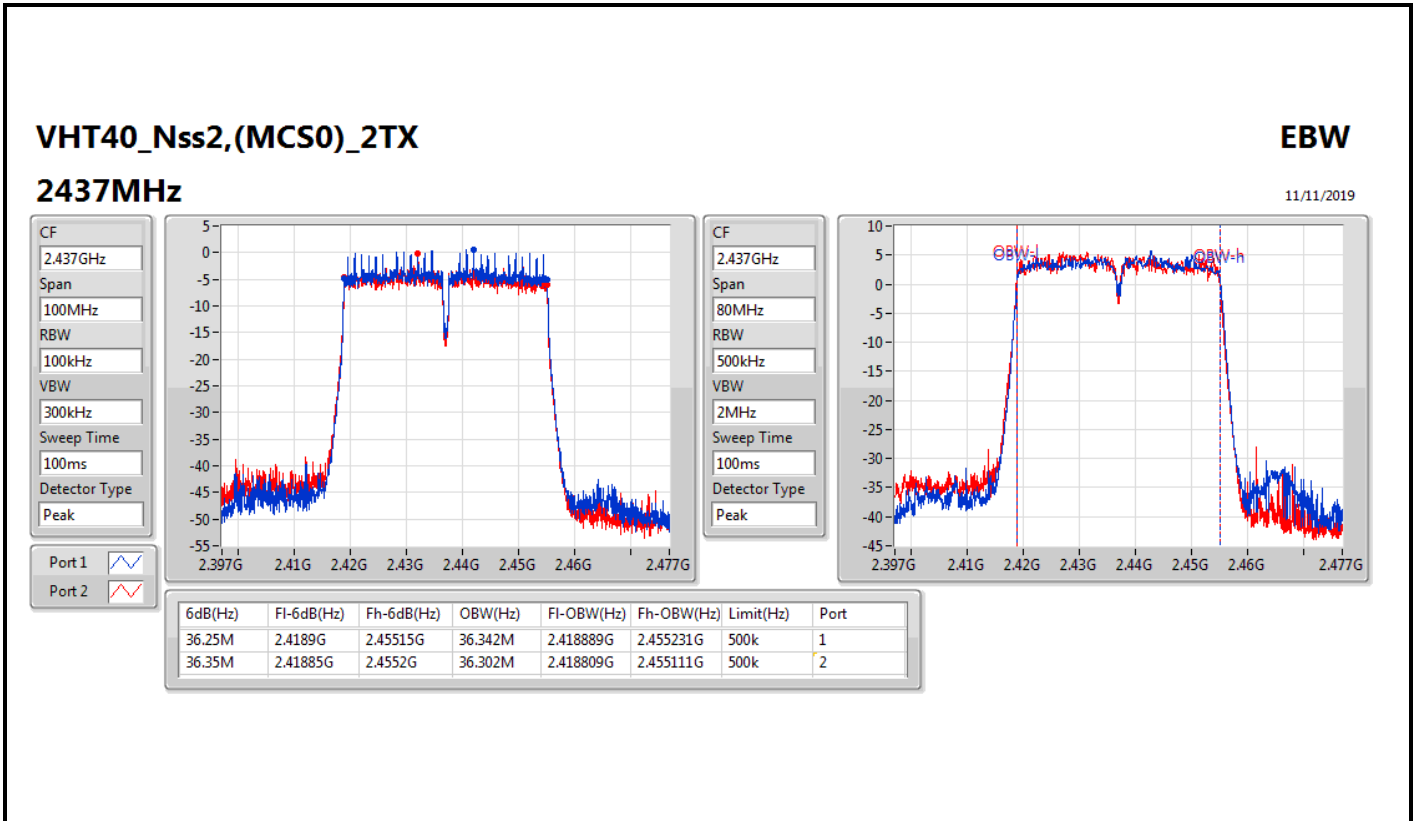 VHT40_Nss2,(MCS0)_2TX
EBW
2437MHz
11/11/2019
CF
2.437GHz
Span
100MHz
RBW
100kHz
VBW
300kHz
Sweep Time
100ms
Detector Type
Peak
Port 1
Port 2
5
0
-5
-10
-15
-20
-25
-30
-35
-40
-45
-50
-55
2.397G 2.41G 2.42G 2.43G 2.44G 2.45G 2.46G 2.477G
CF
2.437GHz
Span
80MHz
RBW
500kHz
VBW
2MHz
Sweep Time
100ms
Detector Type
Peak
10
5
0
-5
-10
-15
-20
-25
-30
-35
-40
-45
OBW-l OBW-h
2.397G 2.41G 2.42G 2.43G 2.44G 2.45G 2.46G 2.477G
6dB(Hz) Fl-6dB(Hz) Fh-6dB(Hz) OBW(Hz) Fl-OBW(Hz) Fh-OBW(Hz) Limit(Hz) Port
36.25M 2.4189G 2.45515G 36.342M 2.418889G 2.455231G 500k 1
36.35M 2.41885G 2.4552G 36.302M 2.418809G 2.455111G 500k 2